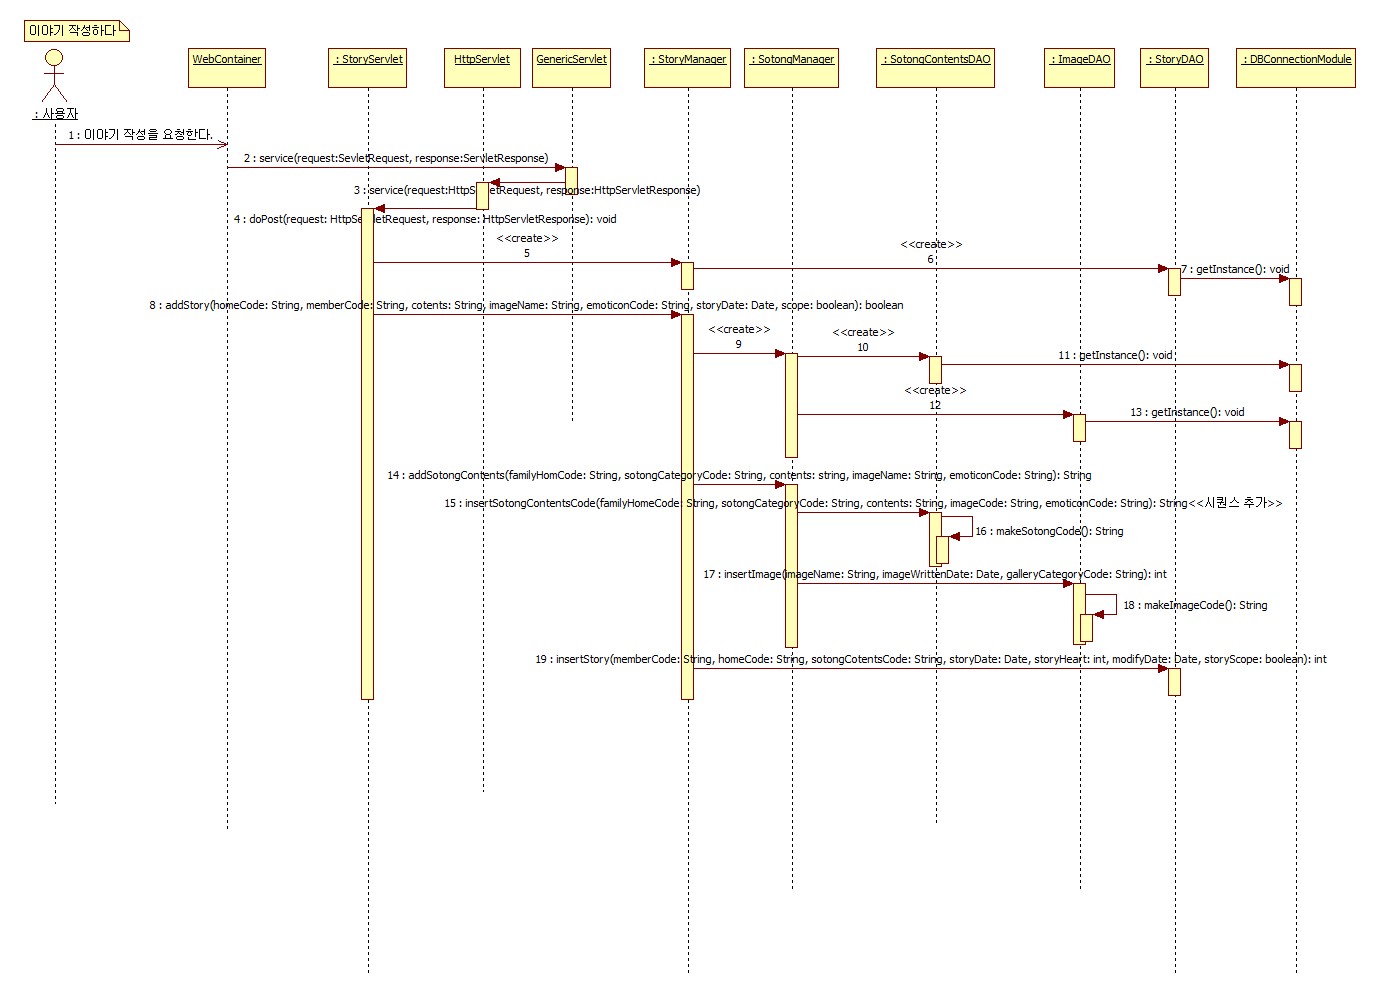 이야기 작성하다
: 사용자
WebContainer
: StoryServlet
HttpServlet
GenericServlet
: StoryManager
: SotongManager
: SotongContentsDAO
: ImageDAO
: StoryDAO
: DBConnectionModule
1 : 이야기 작성을 요청한다.
2 : service(request:SevletRequest, response:ServletResponse)
3 : service(request:HttpServletRequest, response:HttpServletResponse)
4 : doPost(request: HttpServletRequest, response: HttpServletResponse): void
<<create>>
5
<<create>>
6
7 : getInstance(): void
8 : addStory(homeCode: String, memberCode: String, cotents: String, imageName: String, emoticonCode: String, storyDate: Date, scope: boolean): boolean
<<create>>
9
<<create>>
10
11 : getInstance(): void
<<create>>
12
13 : getInstance(): void
14 : addSotongContents(familyHomCode: String, sotongCategoryCode: String, contents: string, imageName: String, emoticonCode: String): String
15 : insertSotongContentsCode(familyHomeCode: String, sotongCategoryCode: String, contents: String, imageCode: String, emoticonCode: String): String<<시퀀스 추가>>
16 : makeSotongCode(): String
17 : insertImage(imageName: String, imageWrittenDate: Date, galleryCategoryCode: String): int
18 : makeImageCode(): String
19 : insertStory(memberCode: String, homeCode: String, sotongCotentsCode: String, storyDate: Date, storyHeart: int, modifyDate: Date, storyScope: boolean): int